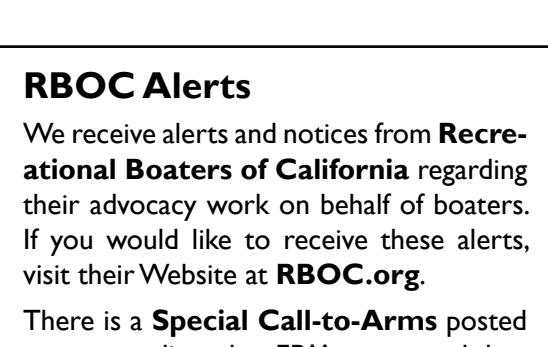 RBOC Alerts
We receive alerts and notices from Recre-
ational Boaters of California regarding
their advocacy work on behalf of boaters.
If you would like to receive these alerts,
visit their Website at RBOC.org.
There is a Special Call-to-Arms posted